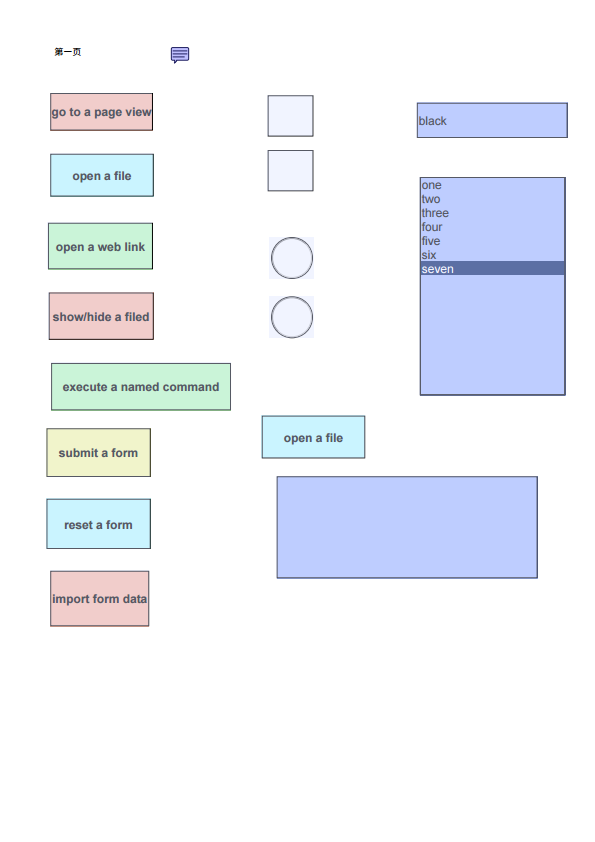 第一页
go to a page view
open a file
open a web link
show/hide a filed
execute a named command
submit a form
reset a form
import form data
open a file
black
one
two
three
four
five
six
seven